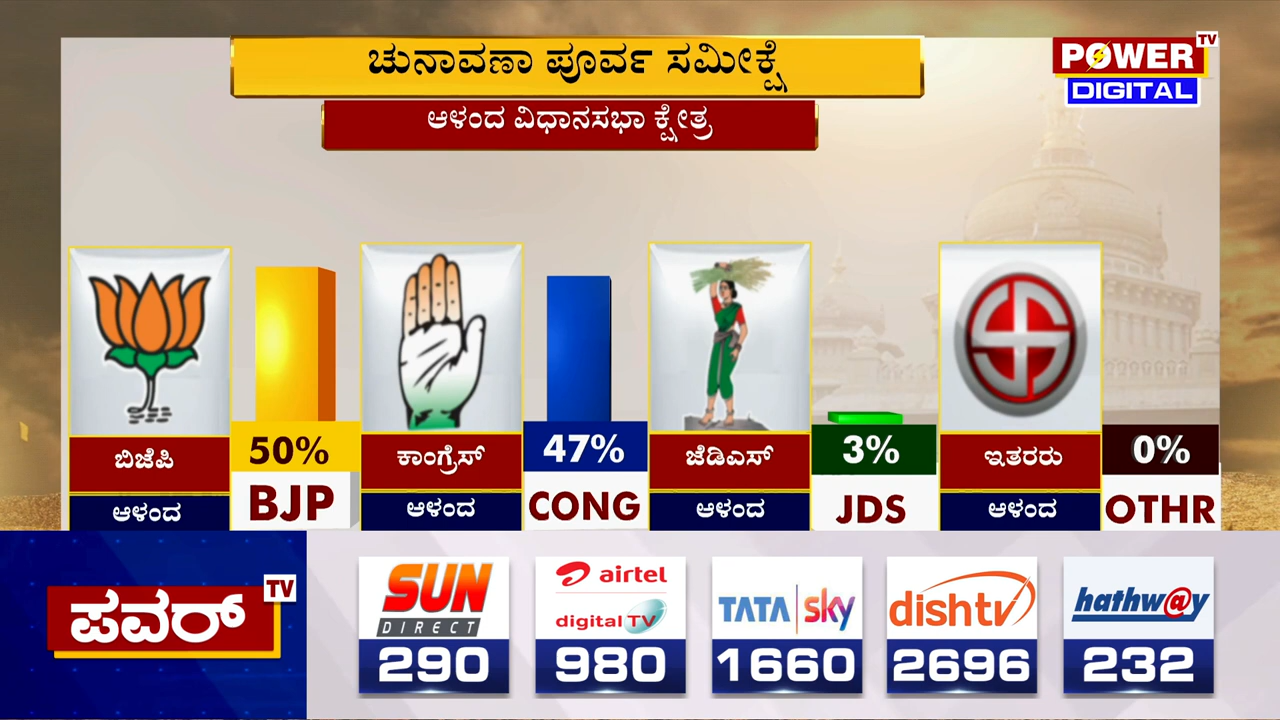 ಚುನಾವಣಾ ಪೂರ್ವ ಸಮೀಕ್ಷೆ
ಆಳಂದ ವಿಧಾನಸಭಾ ಕ್ಷೇತ್ರ
POWER TV
DIGITAL
ಬಿಜೆಪಿ
ಆಳಂದ
50%
BJP
ಕಾಂಗ್ರೆಸ್
ಆಳಂದ
47%
CONG
ಜೆಡಿಎಸ್
ಆಳಂದ
3%
JDS
ಇತರರು
ಆಳಂದ
0%
OTHR
ಪವರ್ TV
SUN
DIRECT
290
airtel
digital TV
980
TATA sky
1660
dishtv
2696
hathw@y
232